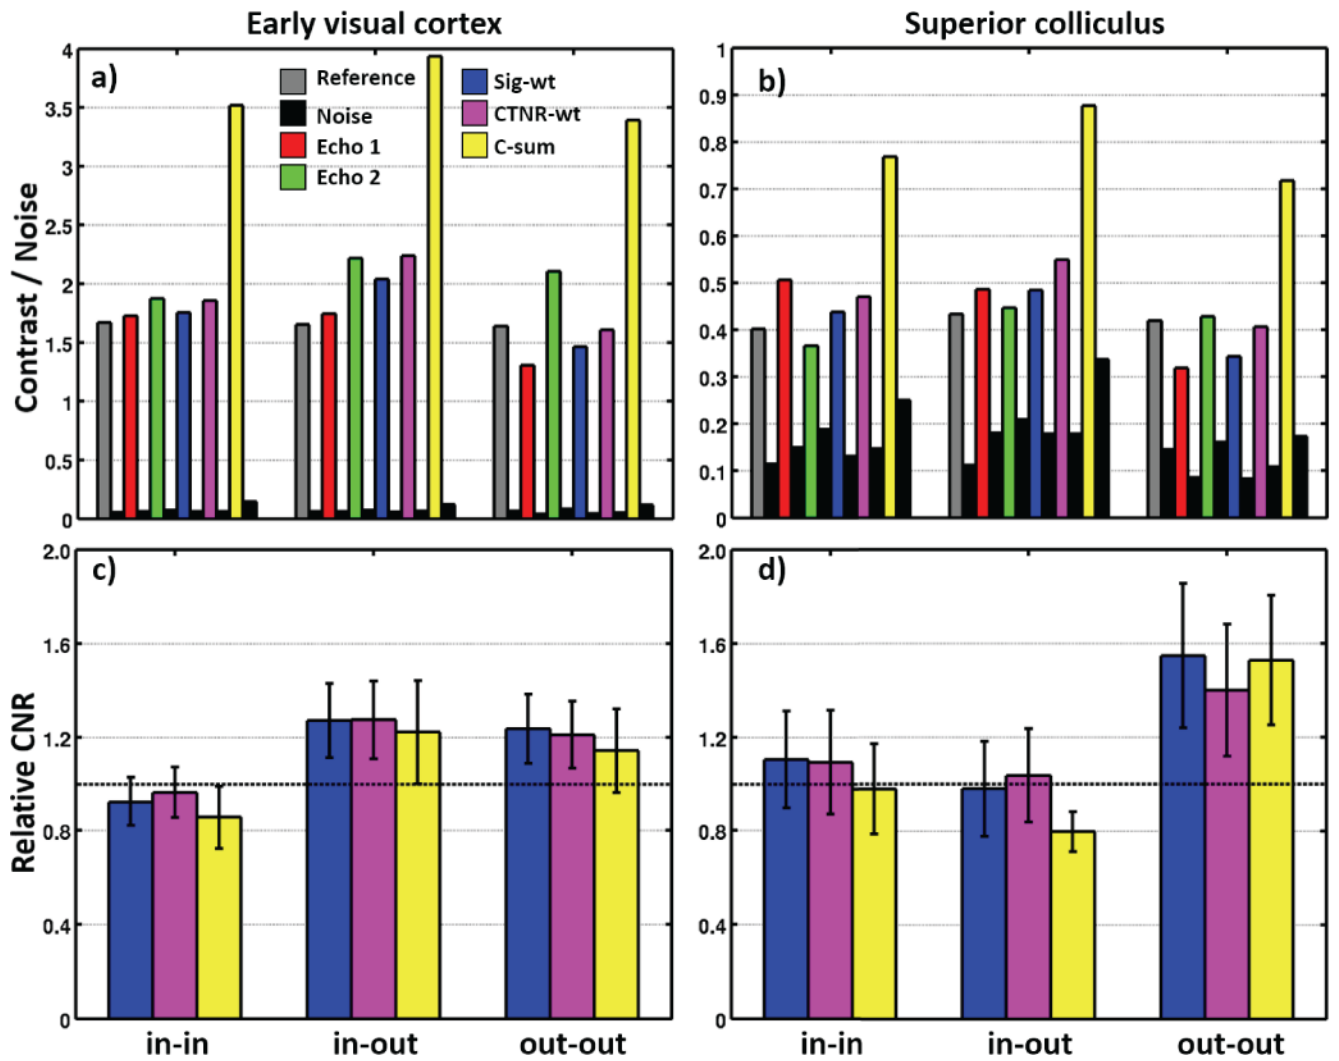 Early visual cortex
Superior colliculus
Contrast / Noise
a)
4
3.5
3
2.5
2
1.5
1
0.5
0
Reference
Noise
Echo 1
Echo 2
Sig-wt
CTNR-wt
C-sum
b)
1
0.9
0.8
0.7
0.6
0.5
0.4
0.3
0.2
0.1
0
Relative CNR
c)
2.0
1.6
1.2
0.8
0.4
0
in-in
in-out
out-out
d)
2.0
1.6
1.2
0.8
0.4
0
in-in
in-out
out-out